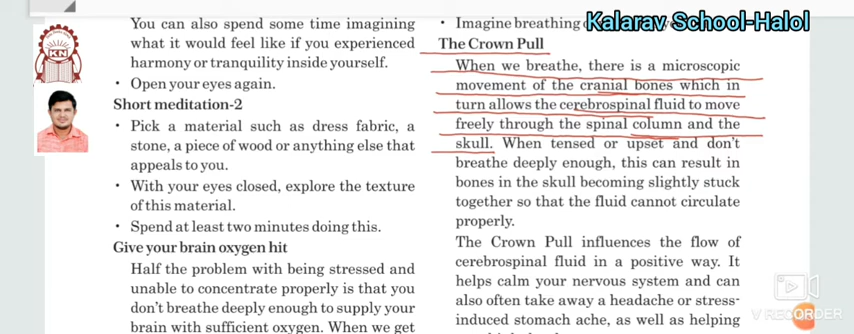 Kalarav School-Halol
KN
You can also spend some time imagining
what it would feel like if you experienced
harmony or tranquility inside yourself.
• Open your eyes again.
Short meditation-2
• Pick a material such as dress fabric, a
stone, a piece of wood or anything else that
appeals to you.
• With your eyes closed, explore the texture
of this material.
• Spend at least two minutes doing this.
Give your brain oxygen hit
Half the problem with being stressed and
unable to concentrate properly is that you
don't breathe deeply enough to supply your
brain with sufficient oxygen. When we get
• Imagine breathing
The Crown Pull
When we breathe, there is a microscopic
movement of the cranial bones which in
turn allows the cerebrospinal fluid to move
freely through the spinal column and the
skull. When tensed or upset and don't
breathe deeply enough, this can result in
bones in the skull becoming slightly stuck
together so that the fluid cannot circulate
properly.
The Crown Pull influences the flow of
cerebrospinal fluid in a positive way. It
helps calm your nervous system and can
also often take away a headache or stress-
induced stomach ache, as well as helping
V RECORDER